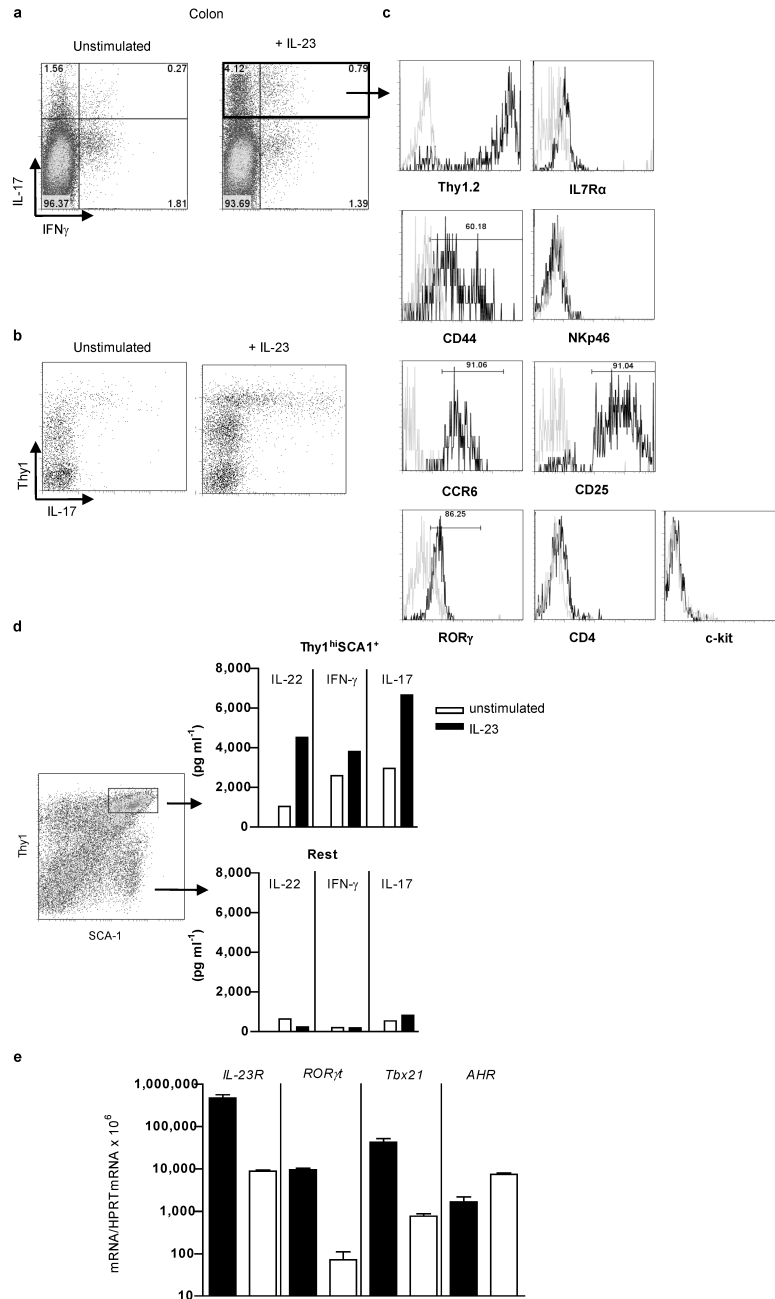 a
Colon
Unstimulated
+ IL-23
1.56
0.27
4.12
0.79
96.37
1.81
93.69
1.39
IL-17
IFNγ
b
Unstimulated
+ IL-23
Thy1
IL-17
c
Thy1.2
IL7Rα
60.18
CD44
NKp46
91.06
91.04
CCR6
CD25
86.25
RORγ
CD4
c-kit
d
Thy1
SCA-1
Thy1hiSCA1+
8,000
6,000
4,000
2,000
0
(pg ml-1)
IL-22
IFN-γ
IL-17
unstimulated
IL-23
Rest
8,000
6,000
4,000
2,000
0
(pg ml-1)
IL-22
IFN-γ
IL-17
e
IL-23R
RORγt
Tbx21
AHR
1,000,000
100,000
10,000
1,000
100
10
mRNA/HPRTmRNA x 10⁶